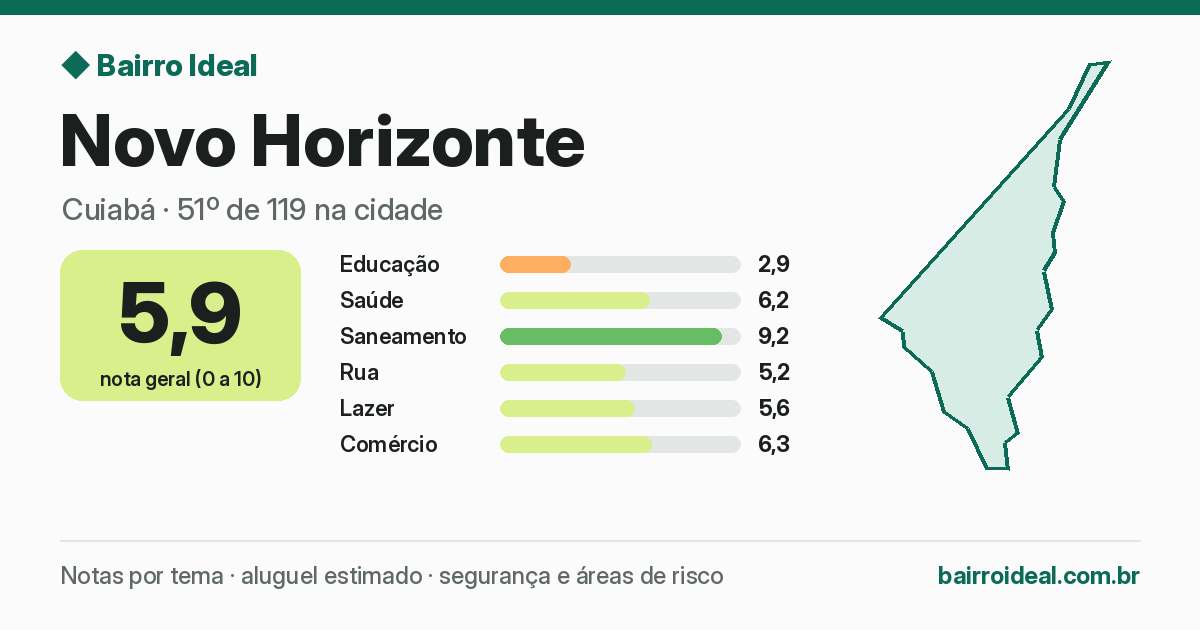 Bairro Ideal
Novo Horizonte
Cuiabá · 51º de 119 na cidade
5,9
nota geral (0 a 10)
Educação 2,9
Saúde 6,2
Saneamento 9,2
Rua 5,2
Lazer 5,6
Comércio 6,3
Notas por tema · aluguel estimado · segurança e áreas de risco
bairroideal.com.br